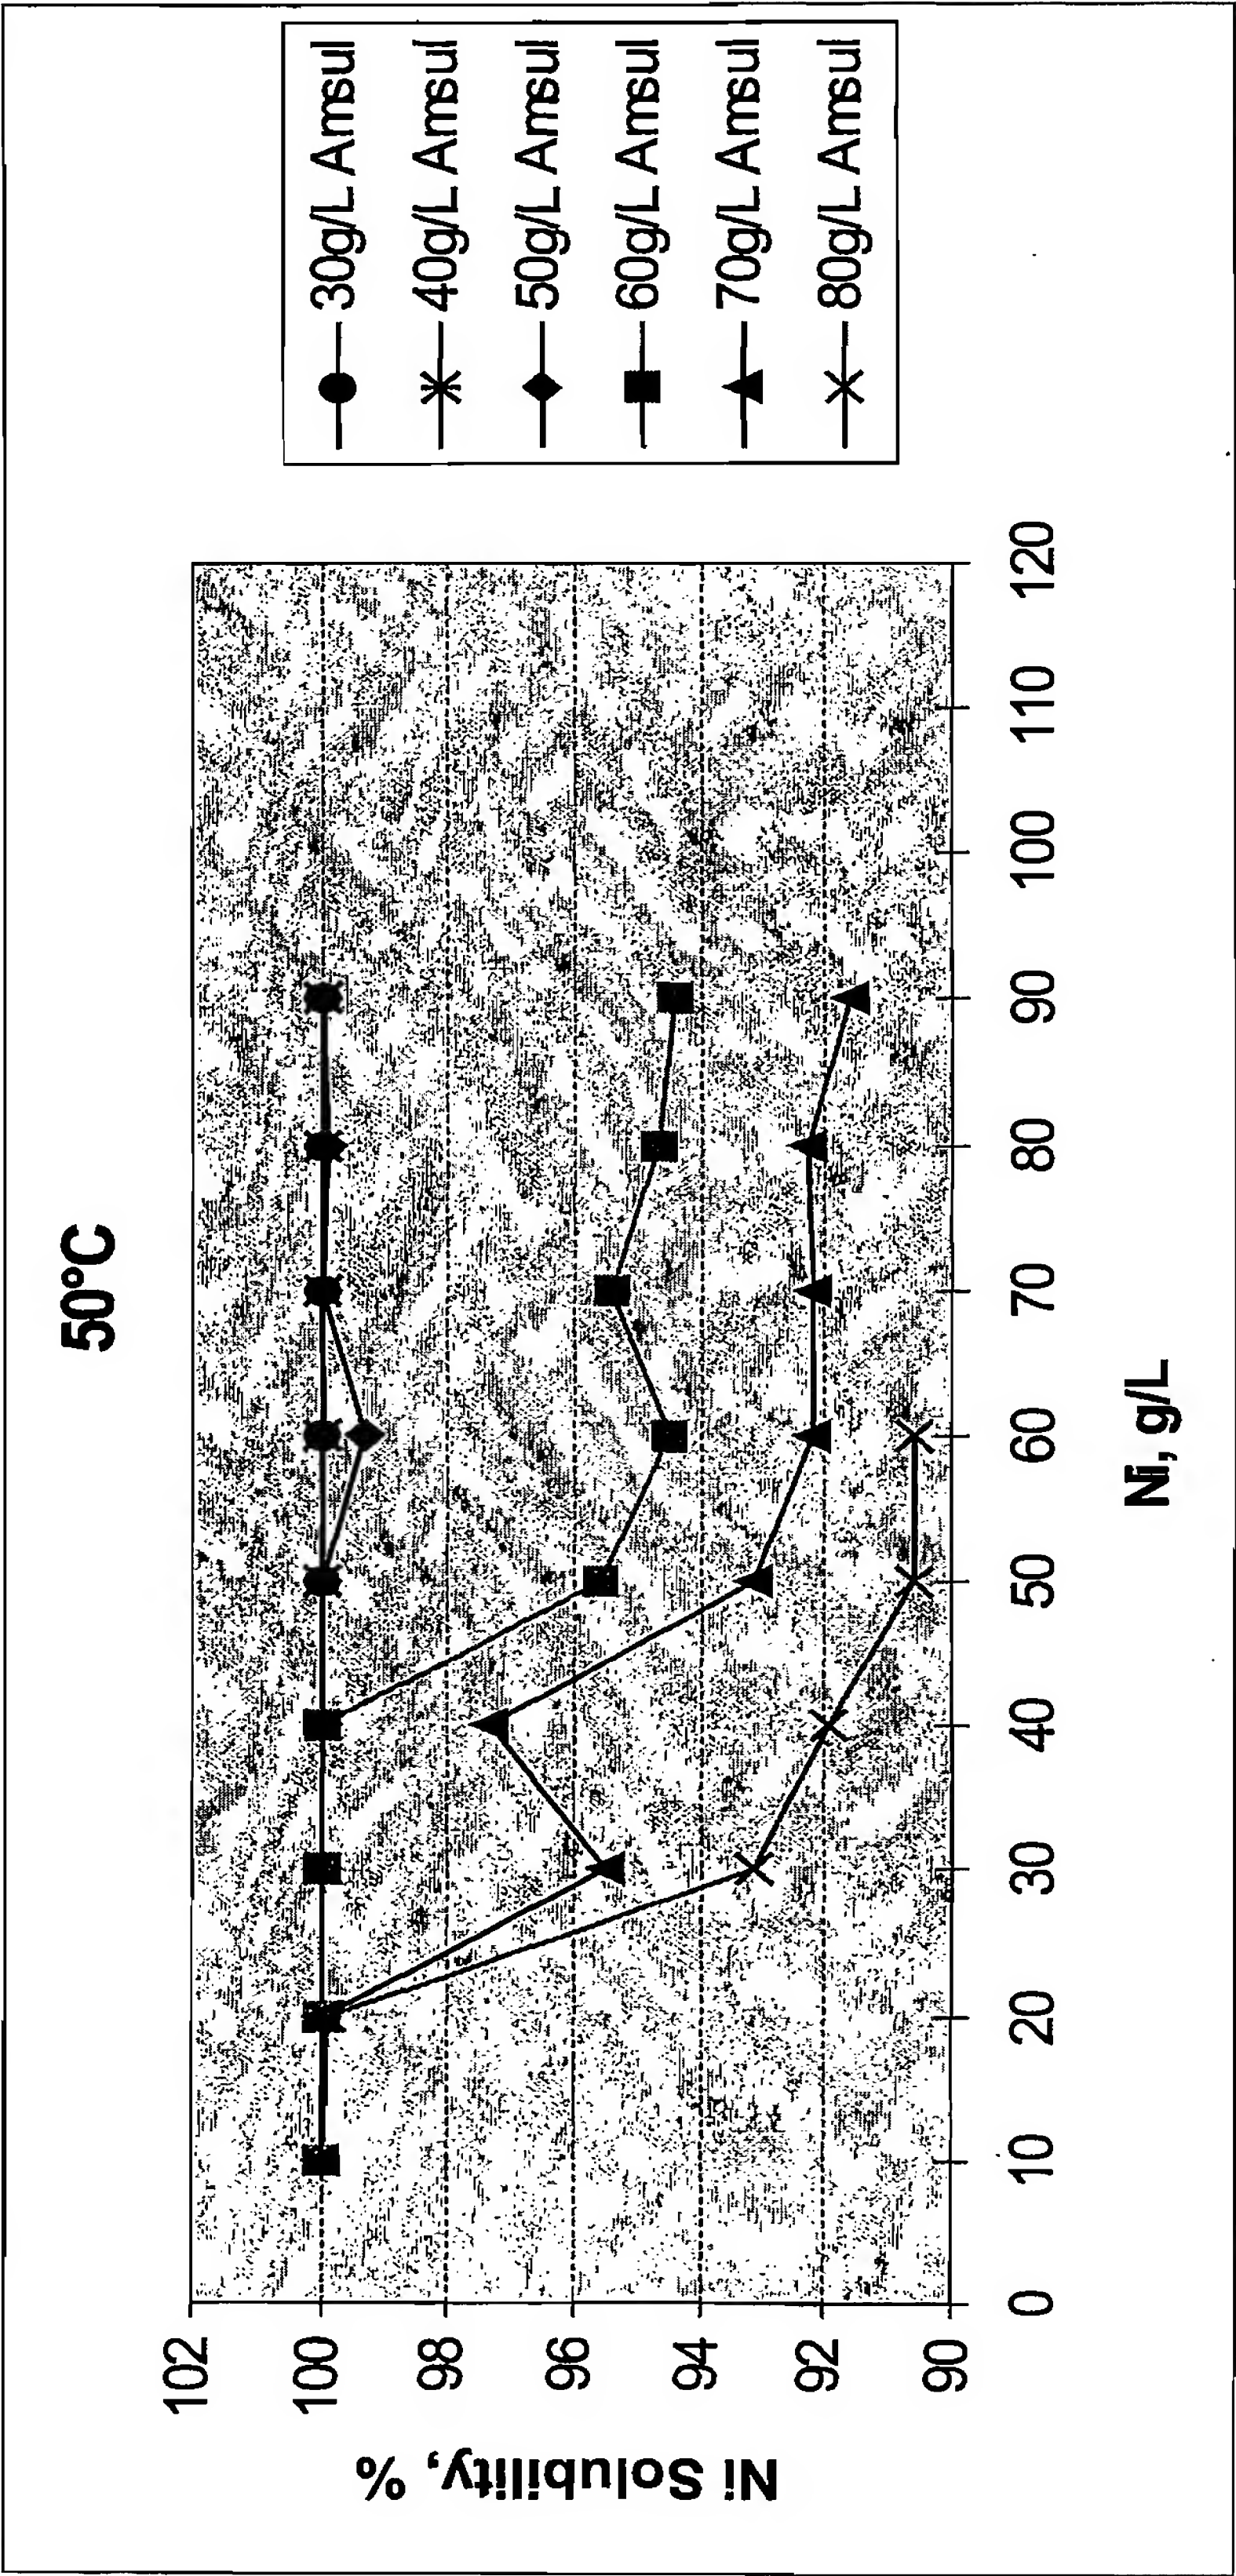 50°C
Ni Solubility, %
102
100
98
96
94
92
90
0 10 20 30 40 50 60 70 80 90 100 110 120
Ni, g/L
30g/L Amsul
40g/L Amsul
50g/L Amsul
60g/L Amsul
70g/L Amsul
80g/L Amsul